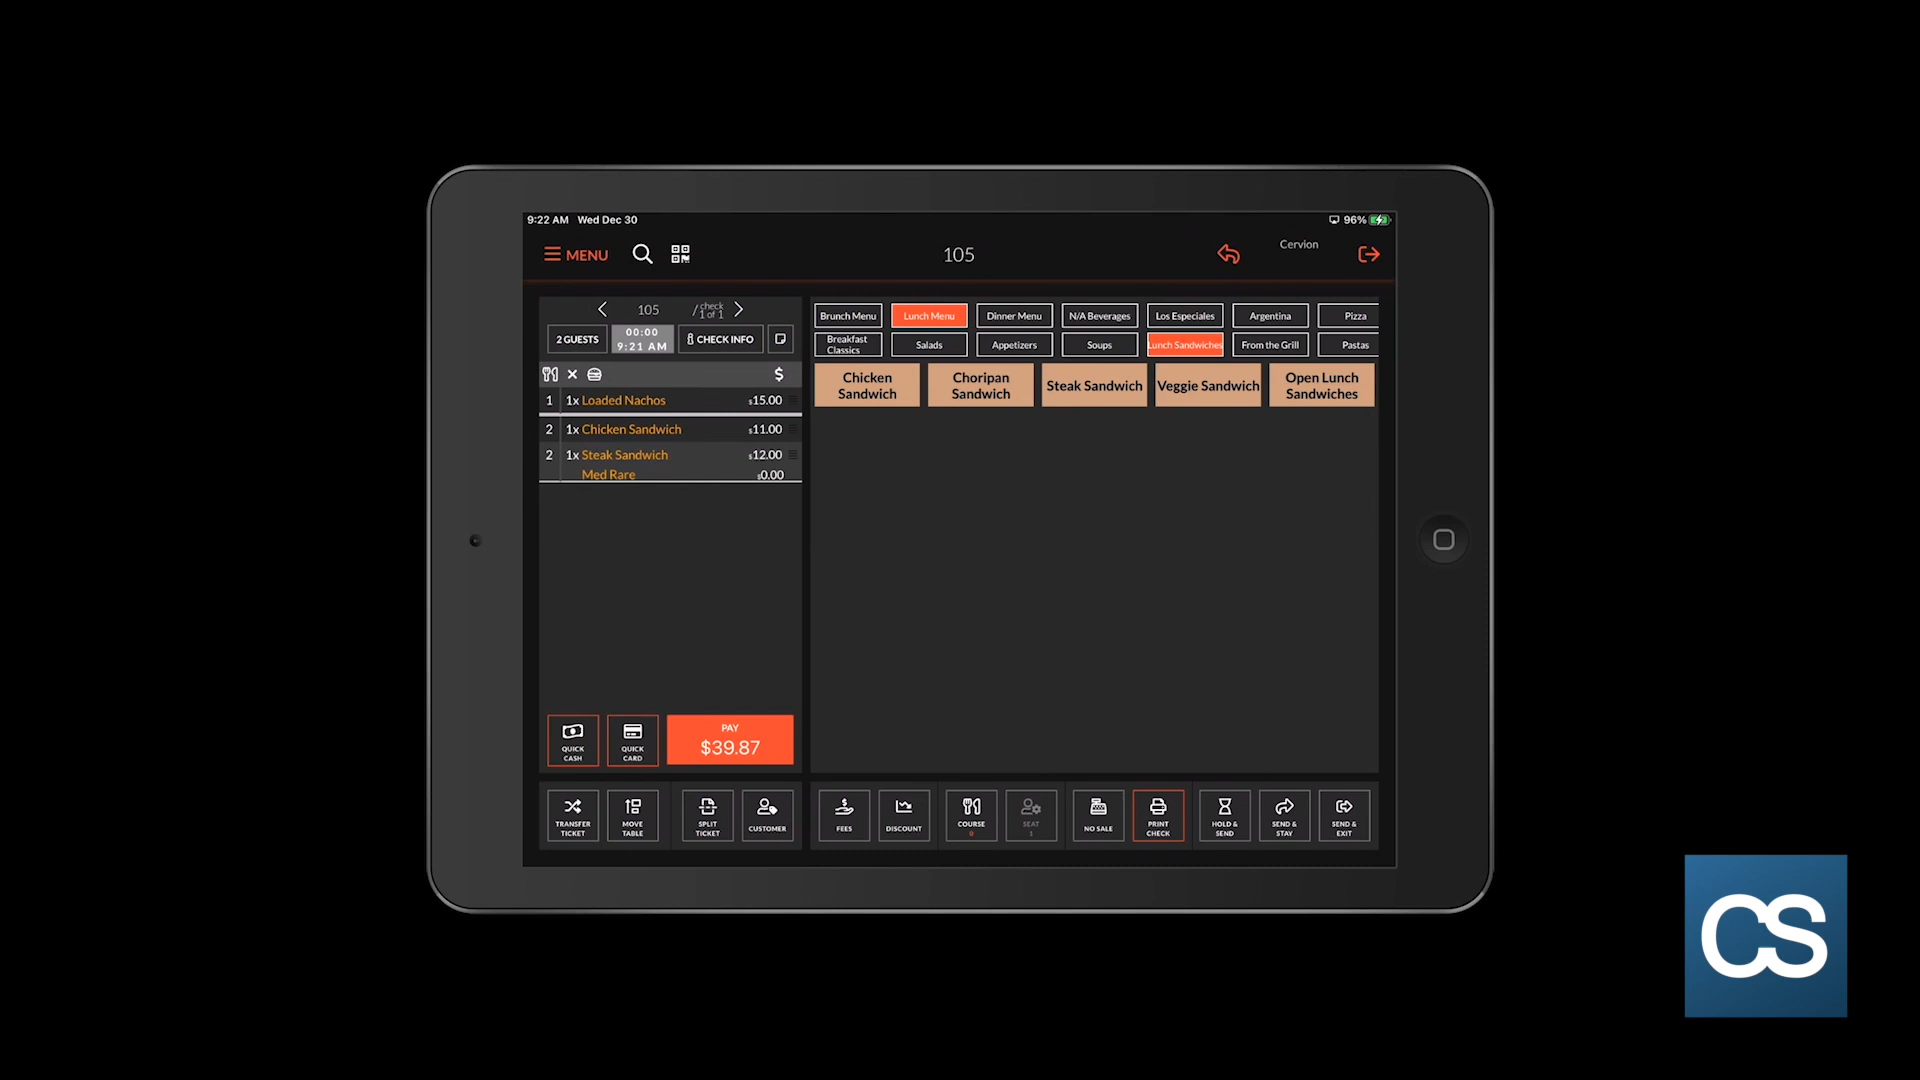 9:22 AM Wed Dec 30
96%
MENU
105
Cervion
105 / check 1 of 1
2 GUESTS
00:00
9:21 AM
CHECK INFO
$
1 1x Loaded Nachos $15.00
2 1x Chicken Sandwich $11.00
2 1x Steak Sandwich $12.00
Med Rare $0.00
QUICK CASH
QUICK CARD
PAY
$39.87
Brunch Menu Lunch Menu Dinner Menu N/A Beverages Los Especiales Argentina Pizza
Breakfast Classics Salads Appetizers Soups Lunch Sandwiches From the Grill Pastas
Chicken Sandwich
Choripan Sandwich
Steak Sandwich
Veggie Sandwich
Open Lunch Sandwiches
TRANSFER TICKET
MOVE TABLE
SPLIT TICKET
CUSTOMER
FEES
DISCOUNT
COURSE 0
SEAT 1
NO SALE
PRINT CHECK
HOLD & SEND
SEND & STAY
SEND & EXIT
CS